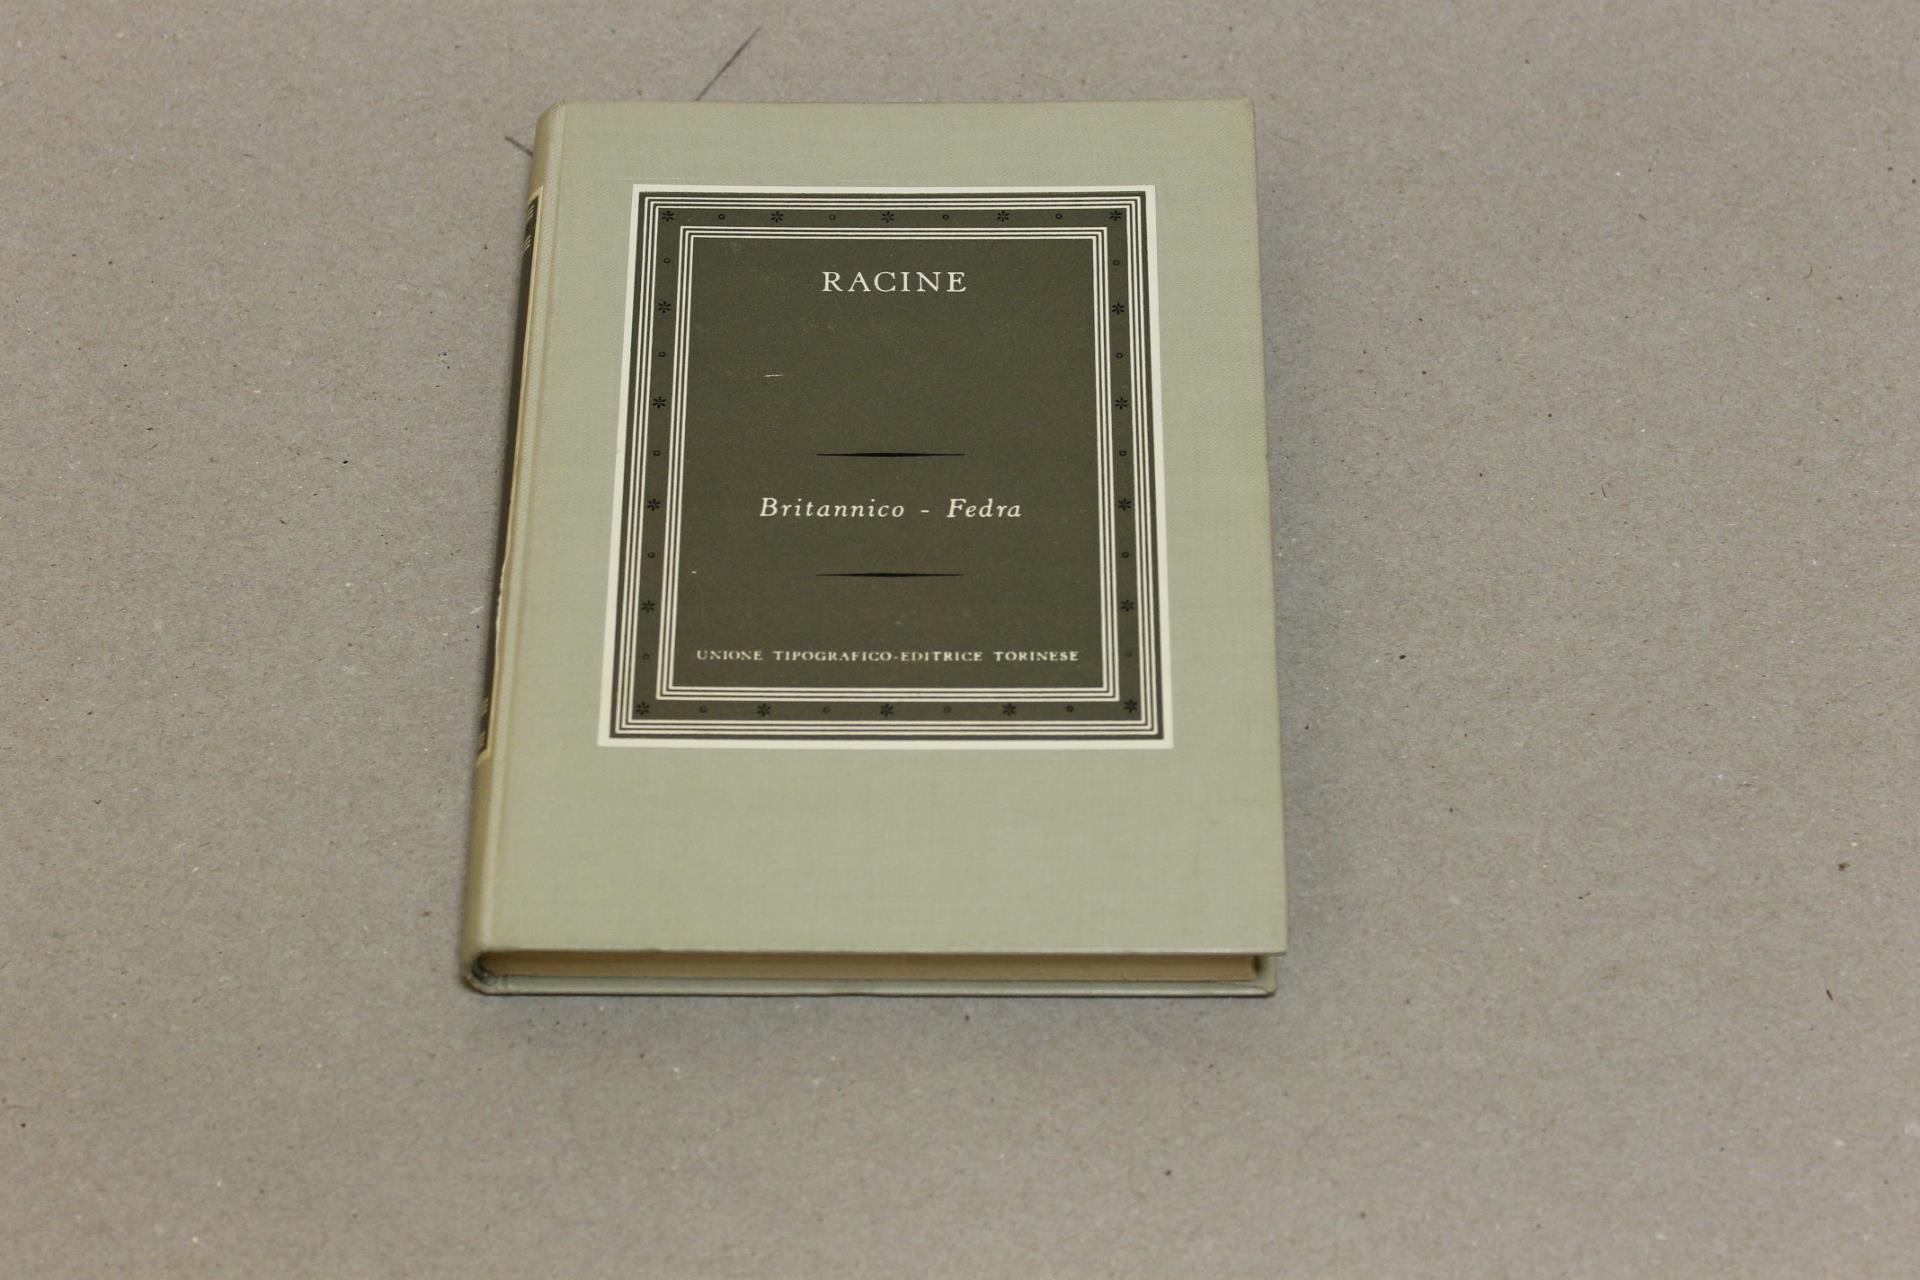 RACINE
Britannico - Fedra
UNIONE TIPOGRAFICO-EDITRICE TORINESE